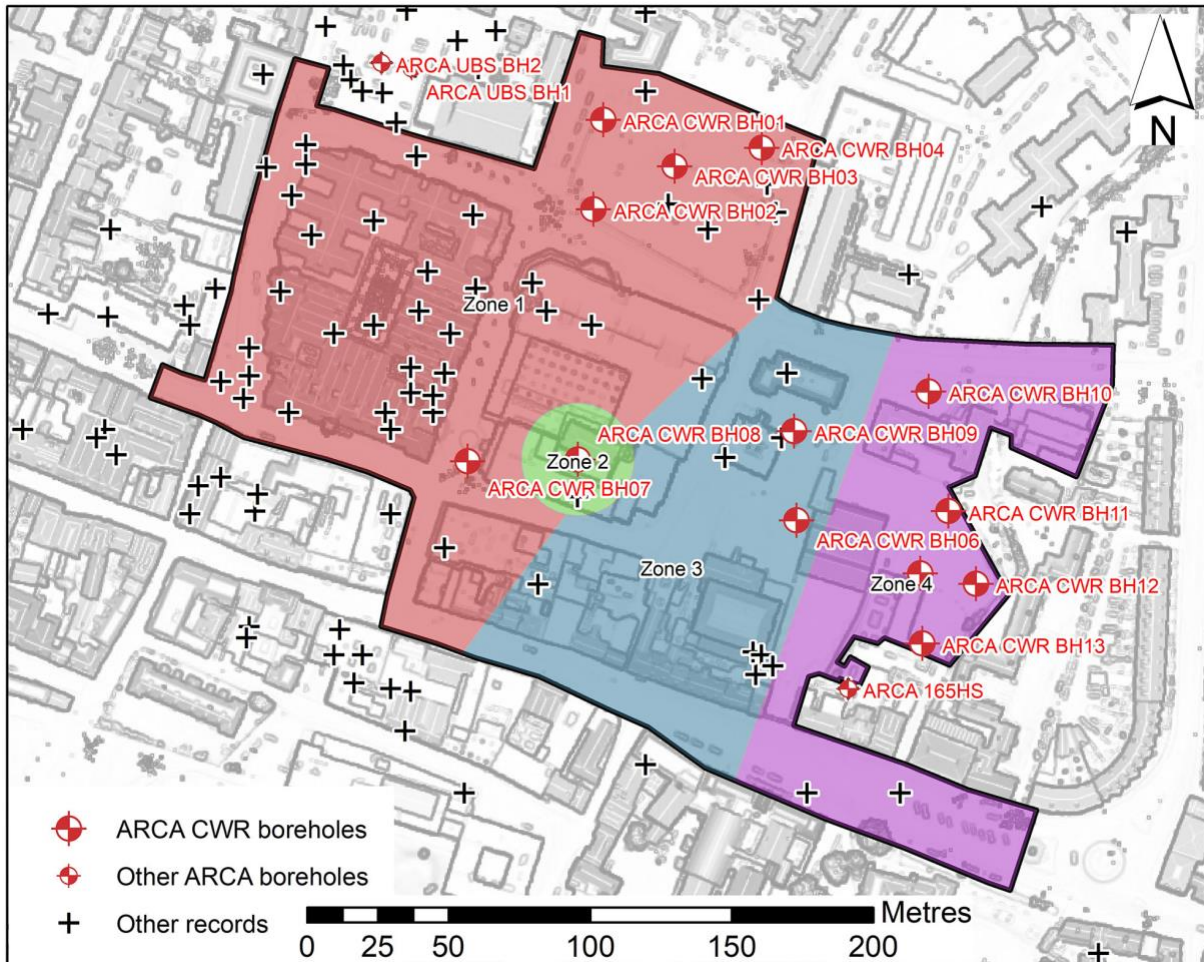 ARCA UBS BH2
ARCA UBS BH1
ARCA CWR BH01
ARCA CWR BH04
ARCA CWR BH03
ARCA CWR BH02
N
Zone 1
ARCA CWR BH10
ARCA CWR BH08
ARCA CWR BH09
Zone 2
ARCA CWR BH07
ARCA CWR BH11
ARCA CWR BH06
Zone 3
Zone 4
ARCA CWR BH12
ARCA CWR BH13
ARCA 165HS
ARCA CWR boreholes
Other ARCA boreholes
Other records
Metres
0 25 50 100 150 200